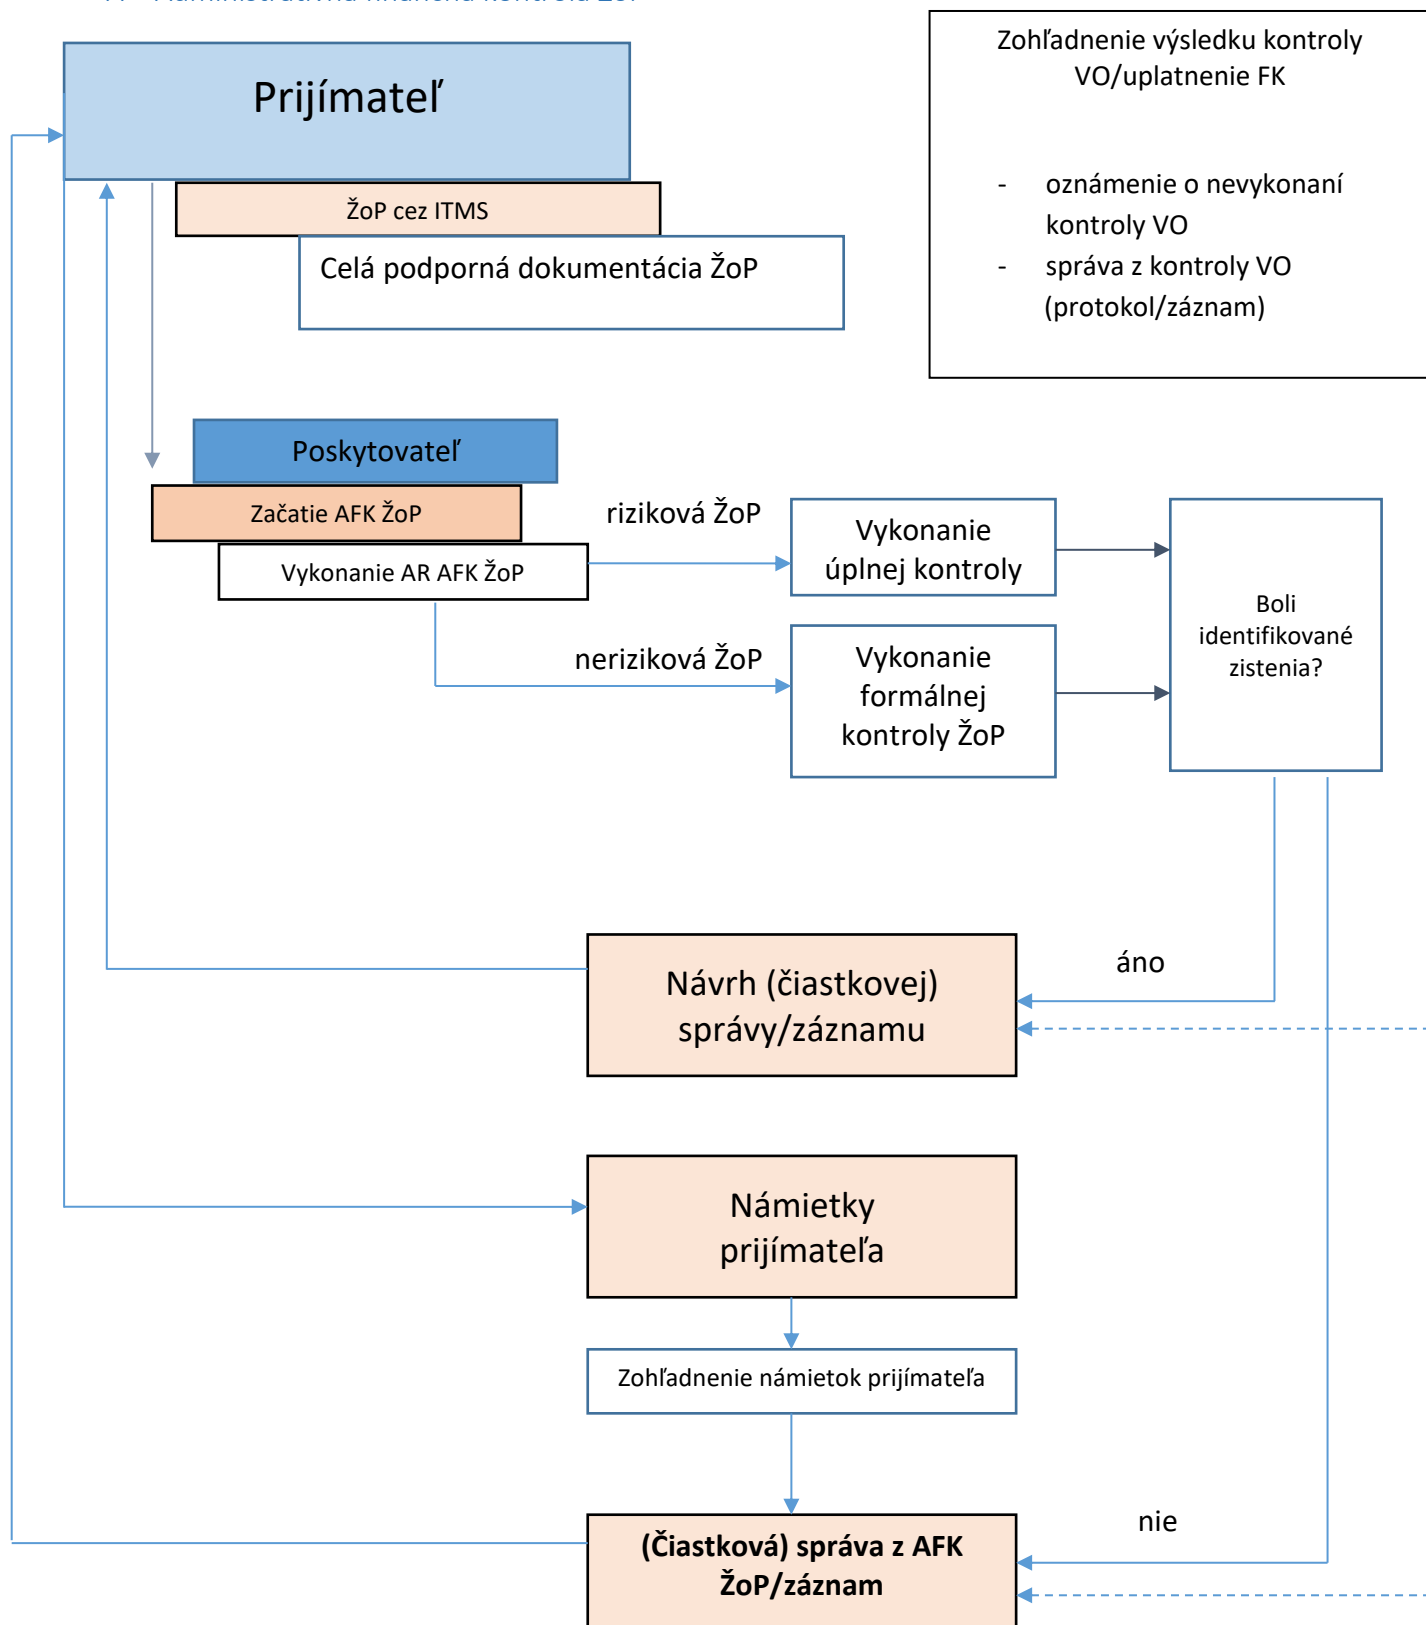 Zohľadnenie výsledku kontroly
VO/uplatnenie FK
- oznámenie o nevykonaní
kontroly VO
- správa z kontroly VO
(protokol/záznam)
Prijímateľ
ŽoP cez ITMS
Celá podporná dokumentácia ŽoP
Poskytovateľ
Začatie AFK ŽoP
Vykonanie AR AFK ŽoP
riziková ŽoP
neriziková ŽoP
Vykonanie
úplnej kontroly
Vykonanie
formálnej
kontroly ŽoP
Boli
identifikované
zistenia?
áno
Návrh (čiastkovej)
správy/záznamu
Námietky
prijímateľa
Zohľadnenie námietok prijímateľa
nie
(Čiastková) správa z AFK
ŽoP/záznam